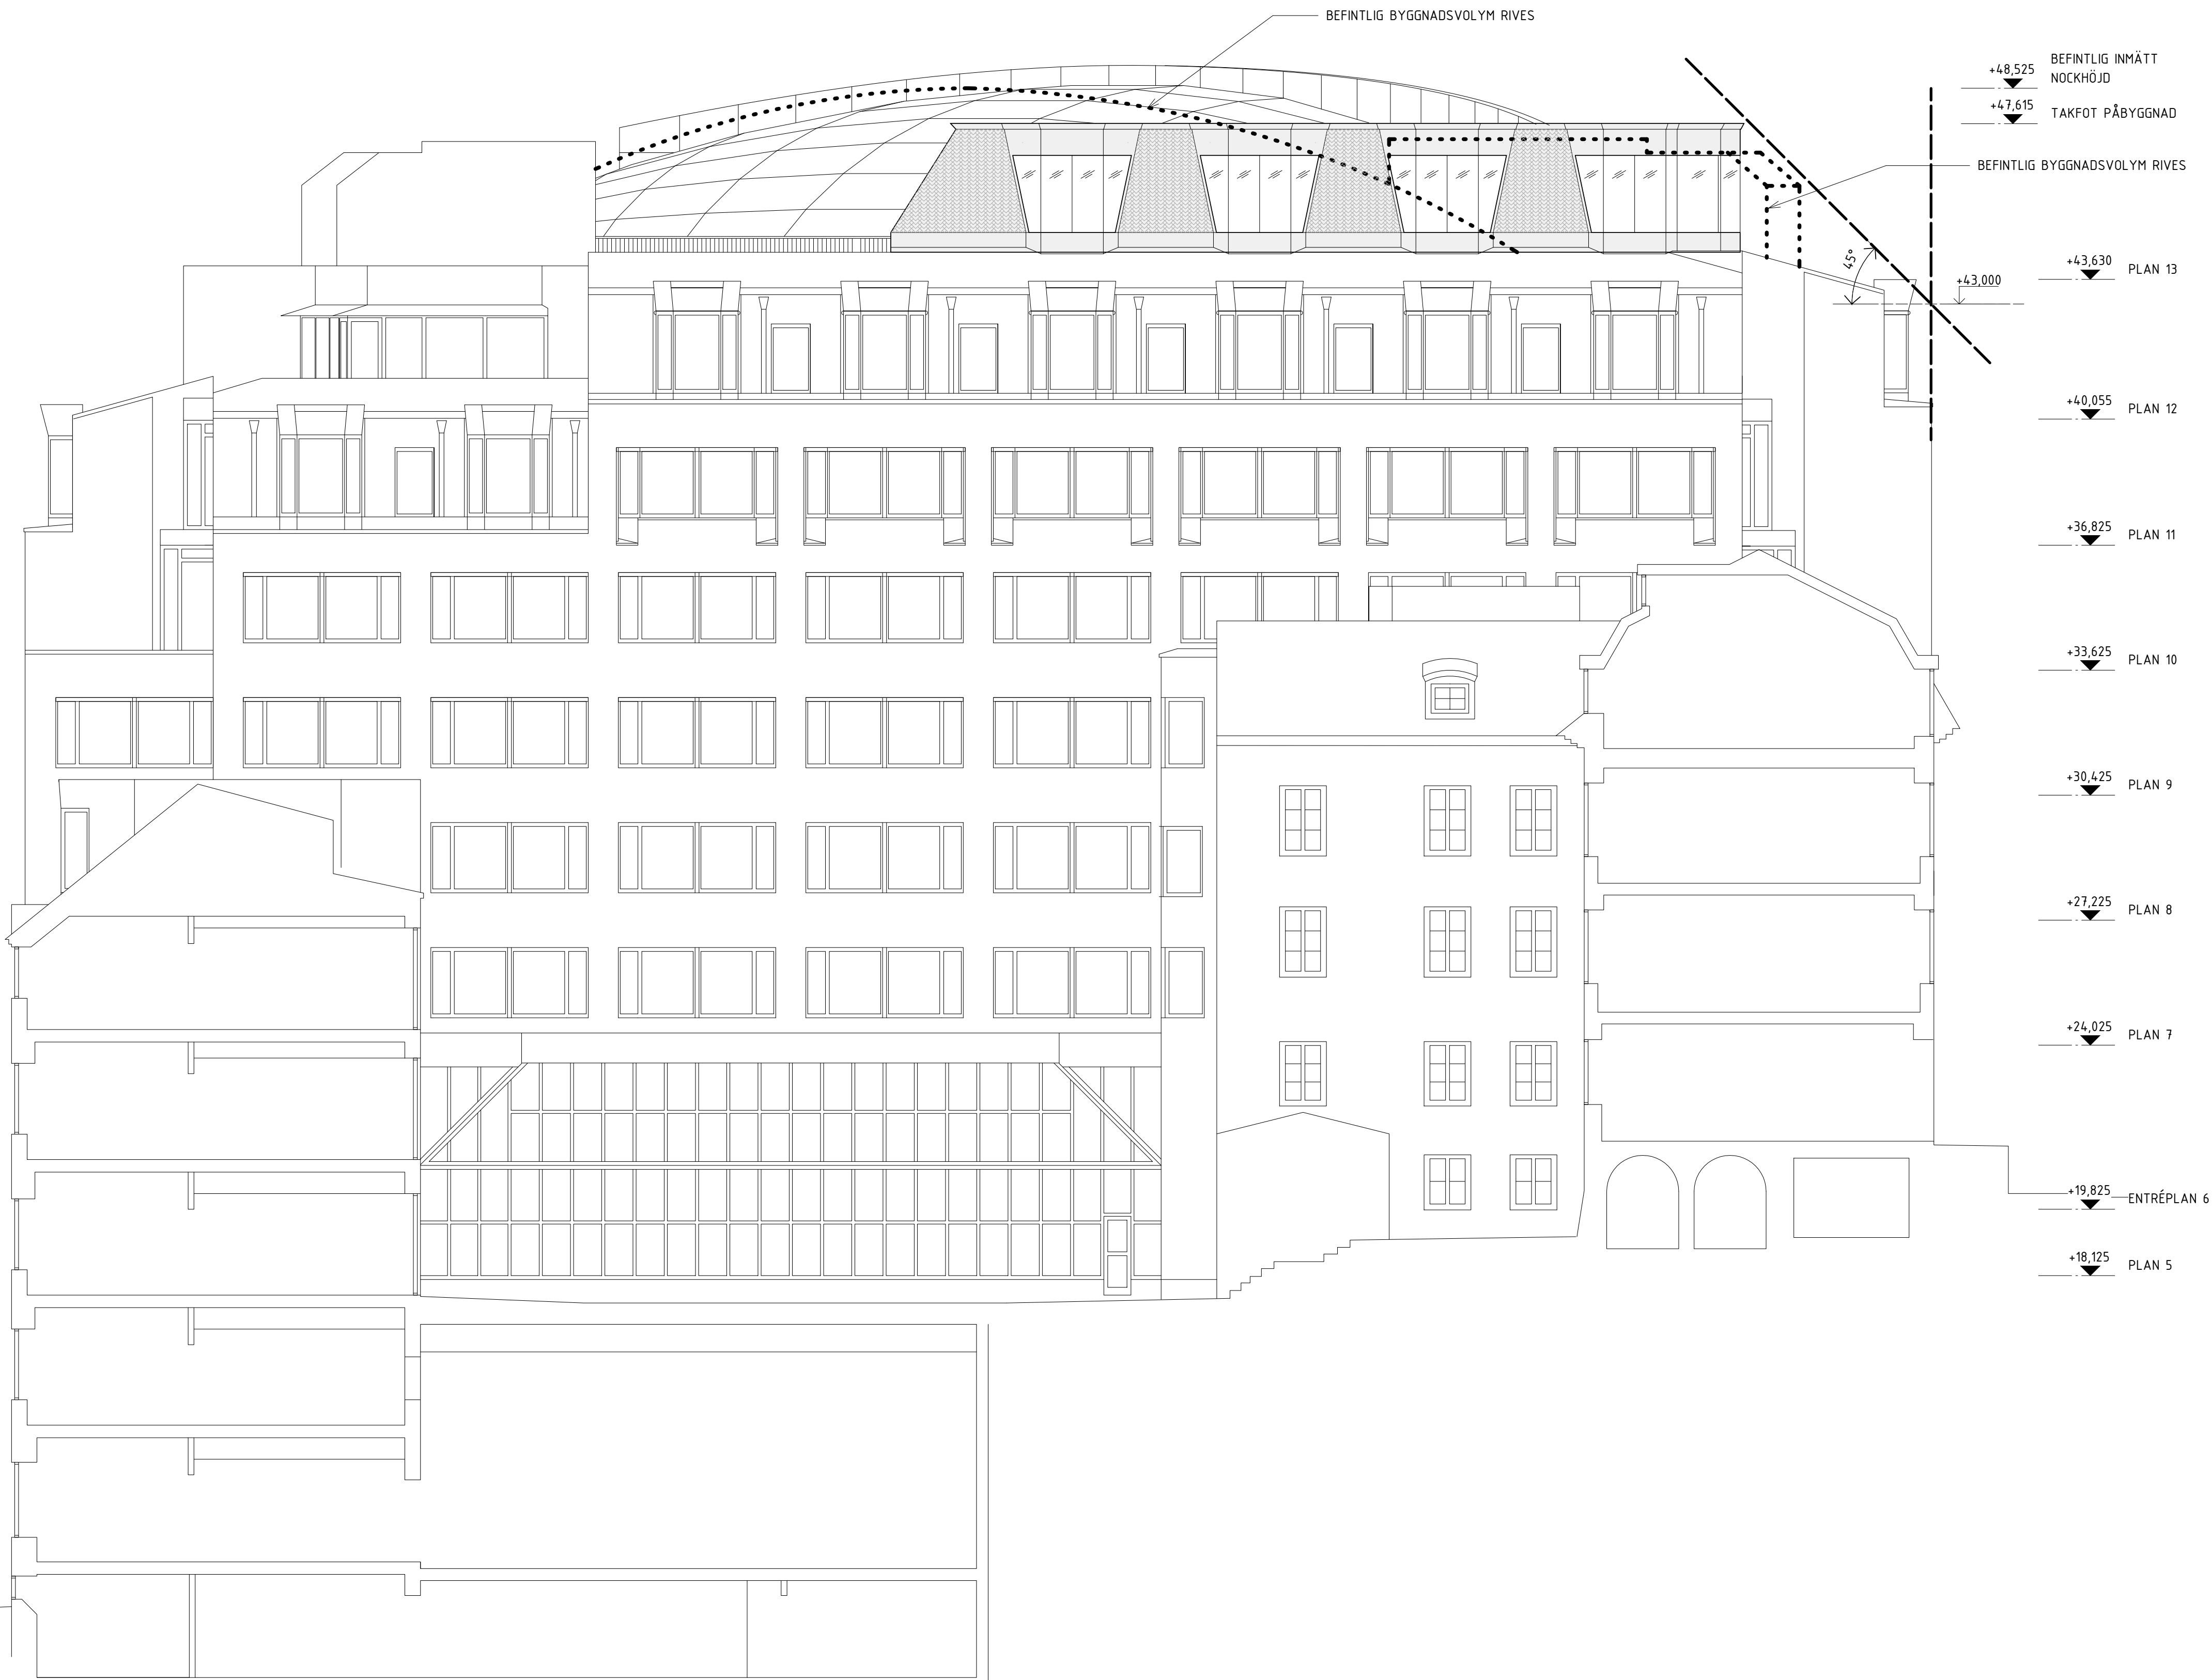 BEFINTLIG BYGGNADSVOLYM RIVES
+48,525
BEFINTLIG INMÄTT
NOCKHÖJD
+47,615
TAKFOT PÅBYGGNAD
BEFINTLIG BYGGNADSVOLYM RIVES
45°
+43,000
+43,630
PLAN 13
+40,055
PLAN 12
+36,825
PLAN 11
+33,625
PLAN 10
+30,425
PLAN 9
+27,225
PLAN 8
+24,025
PLAN 7
+19,825
ENTRÉPLAN 6
+18,125
PLAN 5